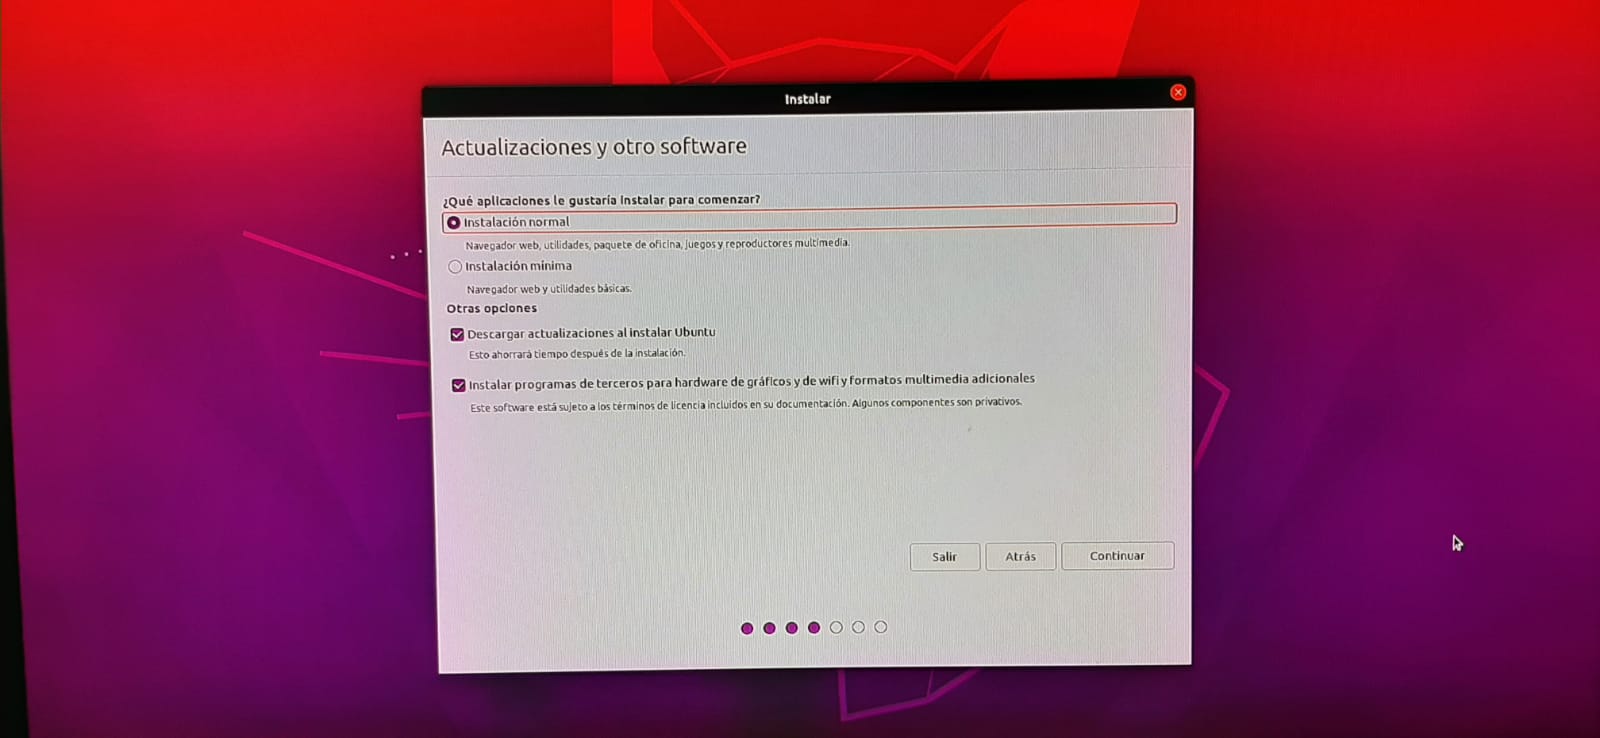 Instalar
Actualizaciones y otro software
¿Qué aplicaciones le gustaría instalar para comenzar?
Instalación normal
Navegador web, utilidades, paquete de oficina, juegos y reproductores multimedia.
Instalación mínima
Navegador web y utilidades básicas.
Otras opciones
Descargar actualizaciones al instalar Ubuntu
Esto ahorrará tiempo después de la instalación.
Instalar programas de terceros para hardware de gráficos y de wifi y formatos multimedia adicionales
Este software está sujeto a los términos de licencia incluidos en su documentación. Algunos componentes son privativos.
Salir
Atrás
Continuar